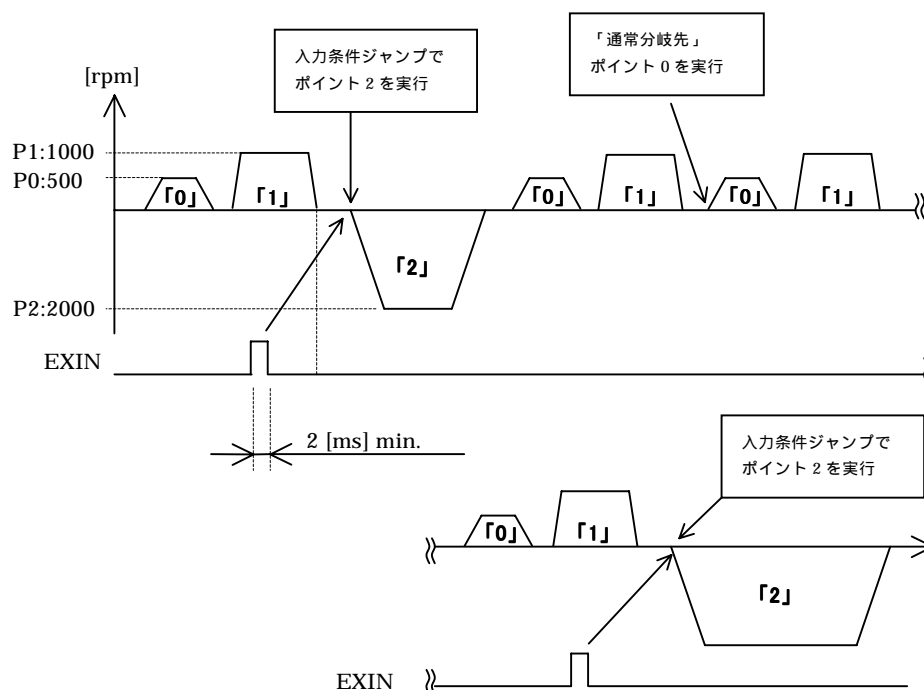 入力条件ジャンプで
ポイント 2 を実行
「通常分岐先」
ポイント 0 を実行
[rpm]
P1:1000
P0:500
「0」
「1」
「0」
「1」
「0」
「1」
「2」
P2:2000
EXIN
2 [ms] min.
入力条件ジャンプで
ポイント 2 を実行
「0」
「1」
「2」
EXIN